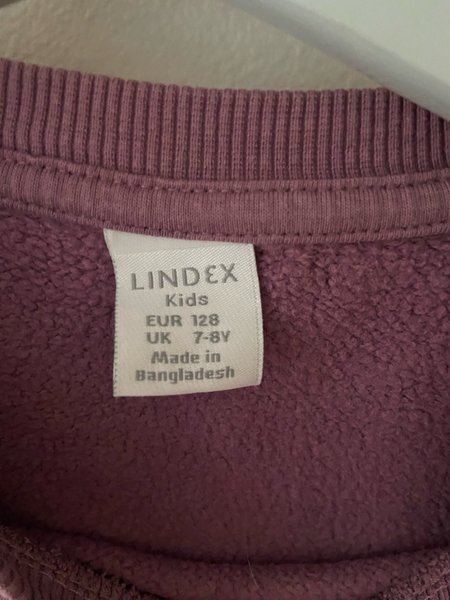 LINDEX
Kids
EUR 128
UK 7-8Y
Made in
Bangladesh